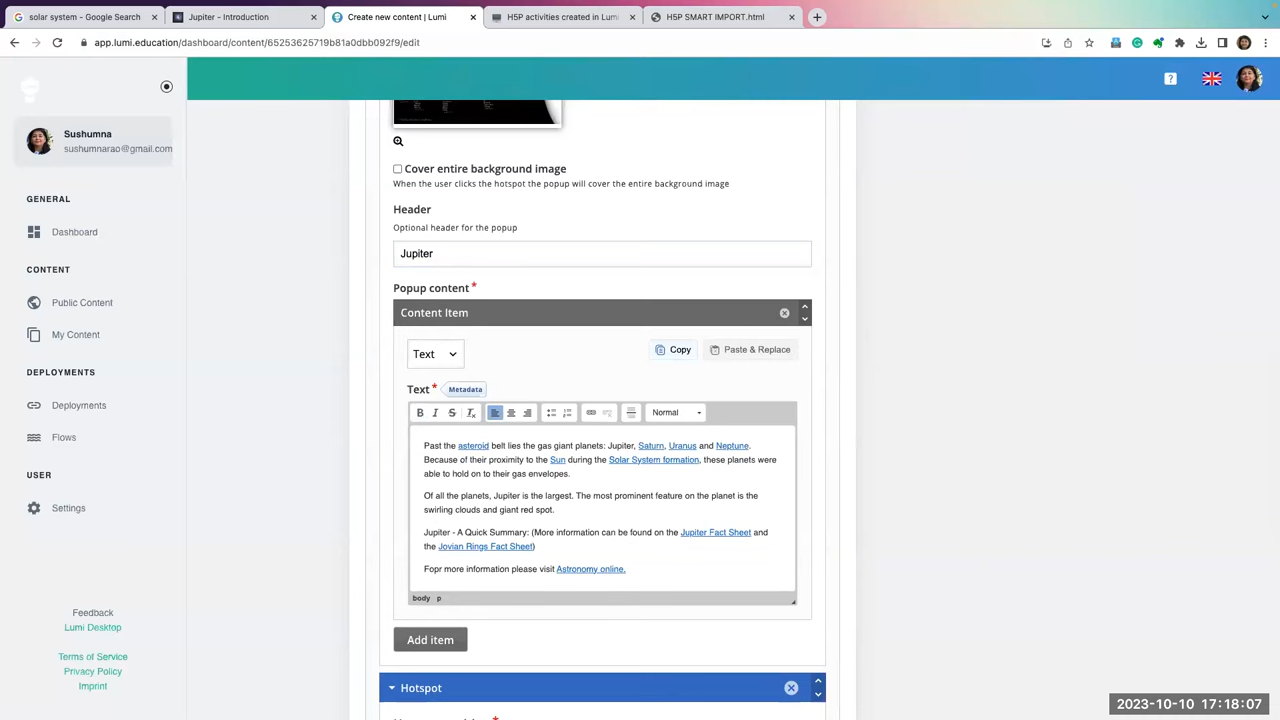 solar system - Google Search
Jupiter - Introduction
Create new content | Lumi
H5P activities created in Lumi
H5P SMART IMPORT.html
app.lumi.education/dashboard/content/65253625719b81a0dbb092f9/edit
Sushumna
sushumnarao@gmail.com
GENERAL
Dashboard
CONTENT
Public Content
My Content
DEPLOYMENTS
Deployments
Flows
USER
Settings
Feedback
Lumi Desktop
Terms of Service
Privacy Policy
Imprint
Cover entire background image
When the user clicks the hotspot the popup will cover the entire background image
Header
Optional header for the popup
Jupiter
Popup content*
Content Item
Text
Copy
Paste & Replace
Text* Metadata
B I S Tx Normal
Past the asteroid belt lies the gas giant planets: Jupiter, Saturn, Uranus and Neptune.
Because of their proximity to the Sun during the Solar System formation, these planets were
able to hold on to their gas envelopes.
Of all the planets, Jupiter is the largest. The most prominent feature on the planet is the
swirling clouds and giant red spot.
Jupiter - A Quick Summary: (More information can be found on the Jupiter Fact Sheet and
the Jovian Rings Fact Sheet)
Fopr more information please visit Astronomy online.
body p
Add item
Hotspot
2023-10-10 17:18:07